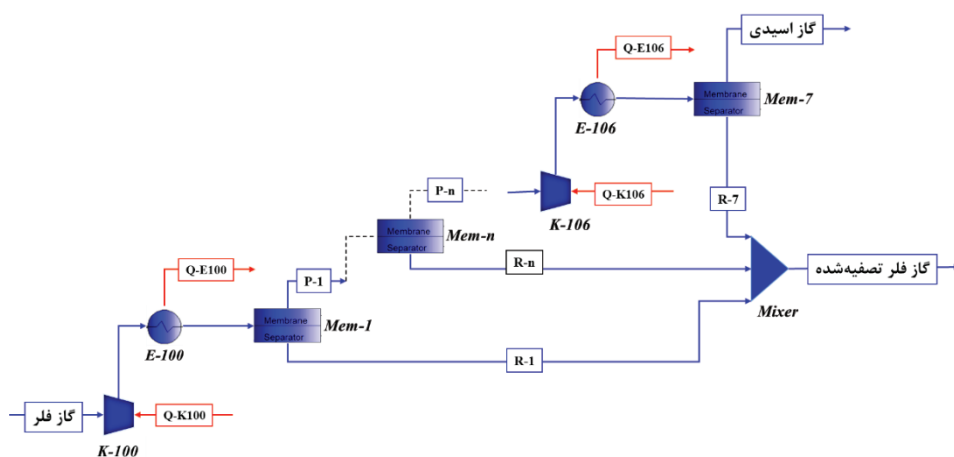 گاز اسیدی
Q-E106
Membrane
Separator
Mem-7
E-106
P-n
Q-K106
K-106
R-7
Membrane
Separator
Mem-n
R-n
گاز فلر تصفیه‌شده
Mixer
Q-E100
P-1
Membrane
Separator
Mem-1
E-100
R-1
گاز فلر
Q-K100
K-100